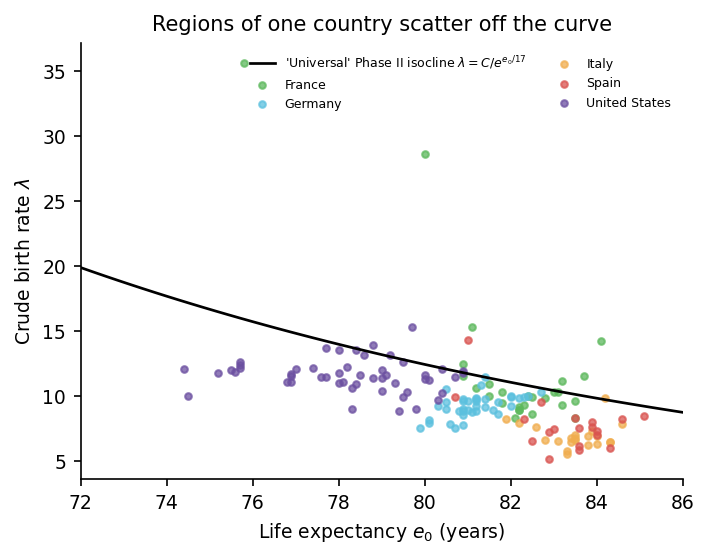 Regions of one country scatter off the curve
'Universal' Phase II isocline λ = C/e^{e₀/17}
France
Germany
Italy
Spain
United States
Crude birth rate λ
35
30
25
20
15
10
5
72 74 76 78 80 82 84 86
Life expectancy e₀ (years)